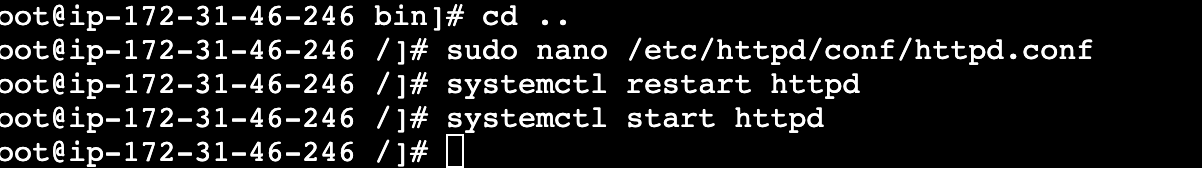 oot@ip-172-31-46-246 bin]# cd ..
oot@ip-172-31-46-246 /]# sudo nano /etc/httpd/conf/httpd.conf
oot@ip-172-31-46-246 /]# systemctl restart httpd
oot@ip-172-31-46-246 /]# systemctl start httpd
oot@ip-172-31-46-246 /]#